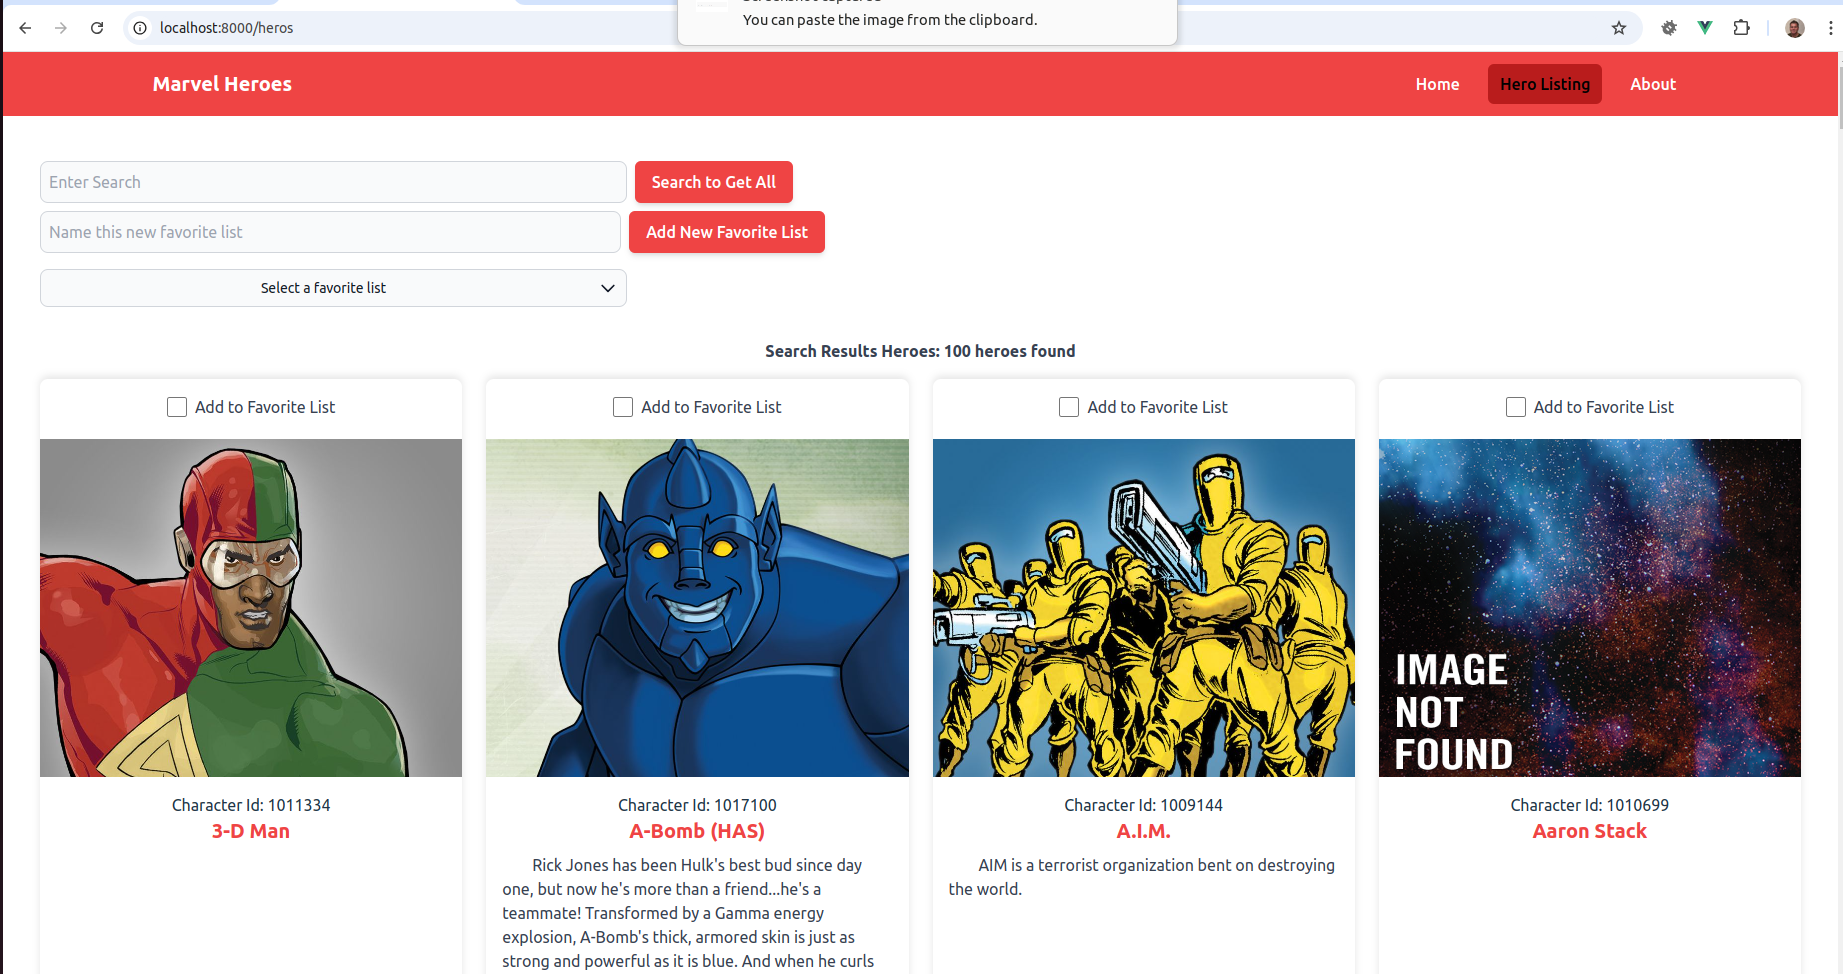 You can paste the image from the clipboard.
localhost:8000/heros
Marvel Heroes
Home
Hero Listing
About
Enter Search
Search to Get All
Name this new favorite list
Add New Favorite List
Select a favorite list
Search Results Heroes: 100 heroes found
Add to Favorite List
Add to Favorite List
Add to Favorite List
Add to Favorite List
IMAGE
NOT
FOUND
Character Id: 1011334
3-D Man
Character Id: 1017100
A-Bomb (HAS)
Rick Jones has been Hulk's best bud since day
one, but now he's more than a friend...he's a
teammate! Transformed by a Gamma energy
explosion, A-Bomb's thick, armored skin is just as
strong and powerful as it is blue. And when he curls
Character Id: 1009144
A.I.M.
AIM is a terrorist organization bent on destroying
the world.
Character Id: 1010699
Aaron Stack